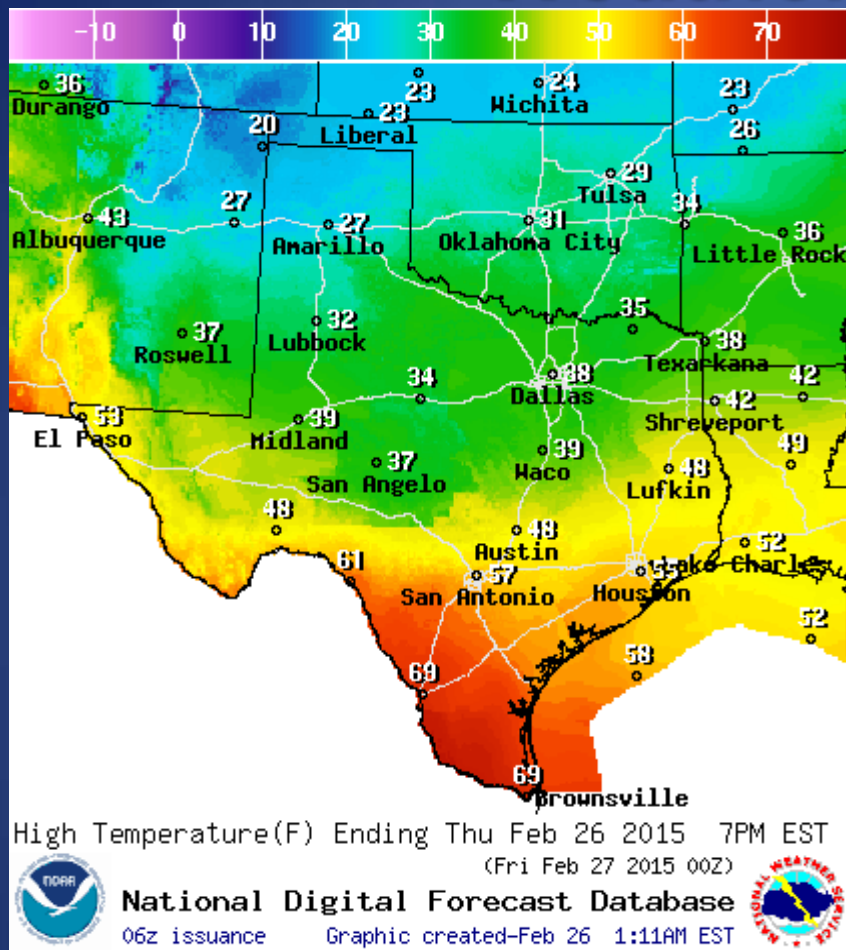 -10 0 10 20 30 40 50 60 70
36 23 24 23
Durango 23 Wichita
20 Liberal 26
29
Tulsa
43 27 27 31 34 36
Albuquerque Amarillo Oklahoma City Little Rock
37 32 35 38
Roswell Lubbock Texarkana
34 38 42
53 39 Dallas 42
El Paso Midland Shreveport
37 39 48 49
San Angelo Waco Lufkin
48 48
Austin 52
61 57 55 Lake Charles
San Antonio Houston
52
58
69
69
Brownsville
High Temperature(F) Ending Thu Feb 26 2015 7PM EST
(Fri Feb 27 2015 00Z)
NOAA
National Digital Forecast Database
06z issuance Graphic created-Feb 26 1:11AM EST
NATIONAL WEATHER SERVICE